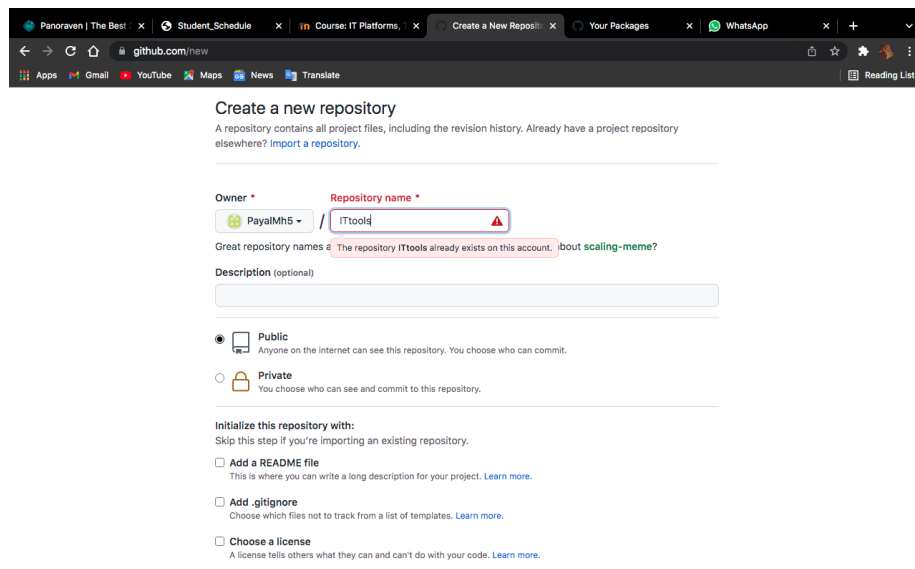 Panoraven | The Best
Student_Schedule
Course: IT Platforms,
Create a New Reposito
Your Packages
WhatsApp
github.com/new
Apps
Gmail
YouTube
Maps
News
Translate
Reading List
Create a new repository
A repository contains all project files, including the revision history. Already have a project repository
elsewhere? Import a repository.
Owner *
Repository name *
PayalMh5
/
ITtools
Great repository names a
The repository ITtools already exists on this account.
bout scaling-meme?
Description (optional)
Public
Anyone on the internet can see this repository. You choose who can commit.
Private
You choose who can see and commit to this repository.
Initialize this repository with:
Skip this step if you're importing an existing repository.
Add a README file
This is where you can write a long description for your project. Learn more.
Add .gitignore
Choose which files not to track from a list of templates. Learn more.
Choose a license
A license tells others what they can and can't do with your code. Learn more.